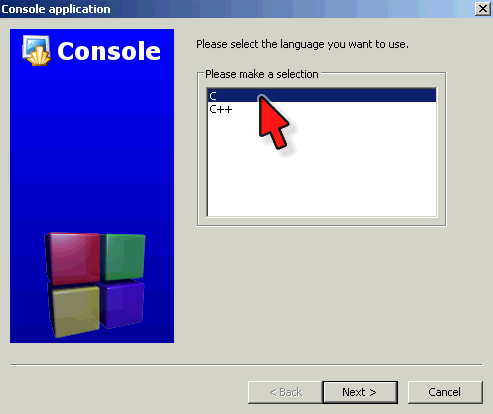 Console application
Console
Please select the language you want to use.
Please make a selection
C
C++
< Back
Next >
Cancel